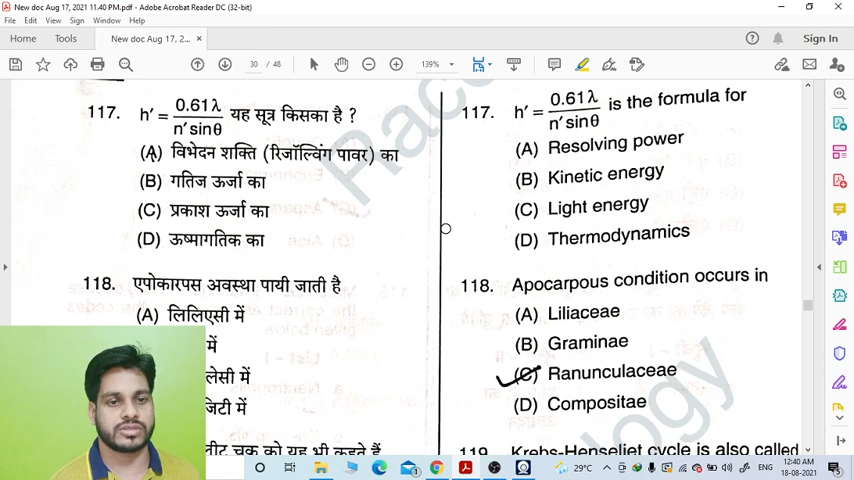 New doc Aug 17, 2021 11.40 PM.pdf - Adobe Acrobat Reader DC (32-bit)
File Edit View Sign Window Help
Home Tools New doc Aug 17, 2... × Sign In
30 / 48 139%
117. h′ = 0.61λ / n′ sinθ यह सूत्र किसका है ?
(A) विभेदन शक्ति (रिजॉल्विंग पावर) का
(B) गतिज ऊर्जा का
(C) प्रकाश ऊर्जा का
(D) ऊष्मागतिक का
118. एपोकारपस अवस्था पायी जाती है
(A) लिलिएसी में
में
लेसी में
जिटी में
चक्र को यह भी कहते हैं
117. h′ = 0.61λ / n′ sinθ is the formula for
(A) Resolving power
(B) Kinetic energy
(C) Light energy
(D) Thermodynamics
118. Apocarpous condition occurs in
(A) Liliaceae
(B) Graminae
(C) Ranunculaceae
(D) Compositae
119. Krebs-Henseliet cycle is also called
29°C ENG 12:40 AM
18-08-2021